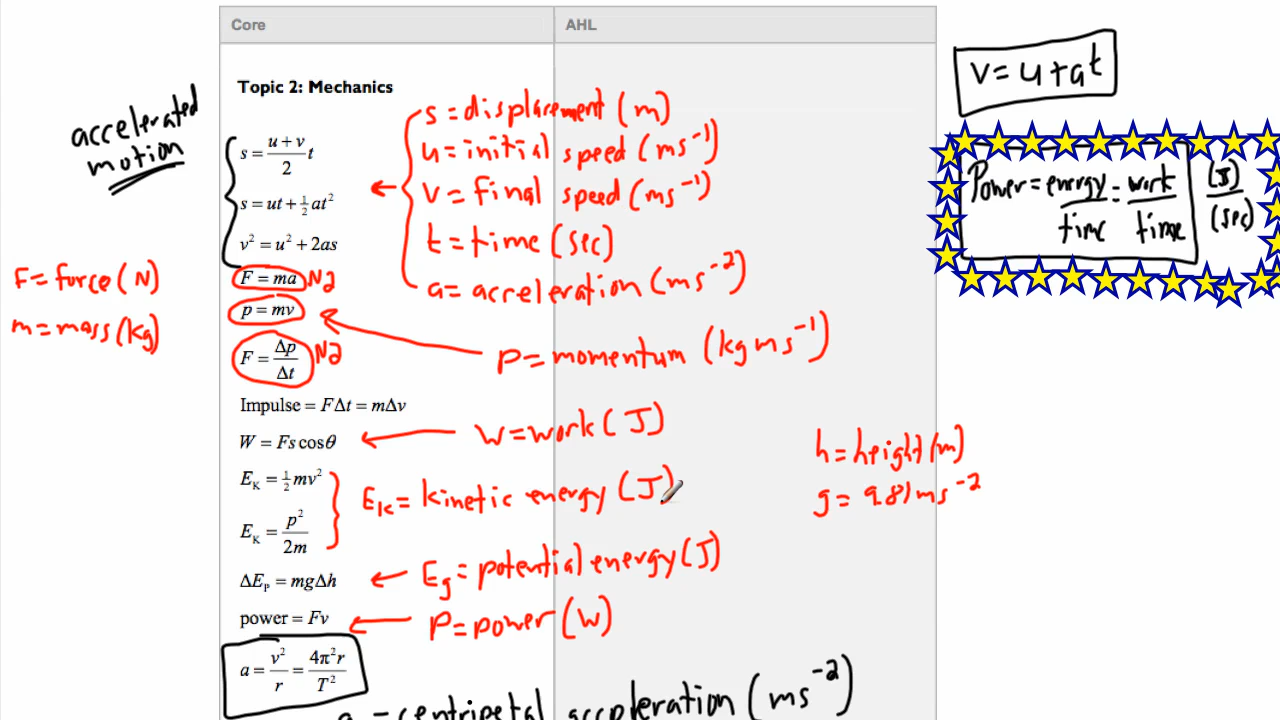 Core AHL
Topic 2: Mechanics
accelerated
motion
s = (u + v)/2 t
s = ut + ½at²
v² = u² + 2as
F = ma N2
p = mv
F = Δp/Δt N2
Impulse = FΔt = mΔv
W = Fs cosθ
E_K = ½mv²
E_K = p²/2m
ΔE_P = mgΔh
power = Fv
a = v²/r = 4π²r/T²
F = force (N)
m = mass (kg)
s = displacement (m)
u = initial speed (ms⁻¹)
v = final speed (ms⁻¹)
t = time (sec)
a = acceleration (ms⁻²)
p = momentum (kg ms⁻¹)
W = work (J)
E_k = kinetic energy (J)
E_g = potential energy (J)
P = power (W)
a = centripetal acceleration (ms⁻²)
h = height (m)
g = 9.81 ms⁻²
v = u + at
Power = energy/time = work/time (J)/(sec)